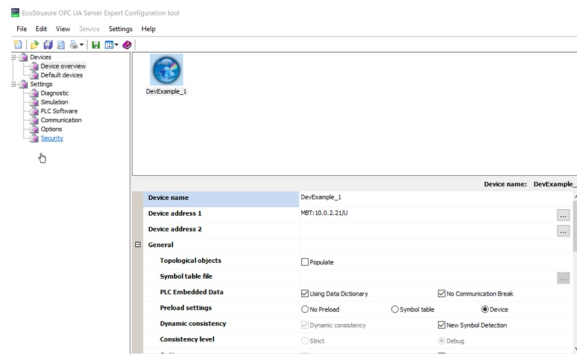 EcoStruxure OPC UA Server Expert Configuration tool
File Edit View Service Settings Help
Devices
Device overview
Default devices
Settings
Diagnostic
Simulation
PLC Software
Communication
Options
Security
DevExample_1
Device name: DevExample_
Device name DevExample_1
Device address 1 MBT:10.0.2.21/U ...
Device address 2 ...
General
Topological objects Populate
Symbol table file ...
PLC Embedded Data Using Data Dictionary No Communication Break
Preload settings No Preload Symbol table Device
Dynamic consistency Dynamic consistency New Symbol Detection
Consistency level Strict Debug